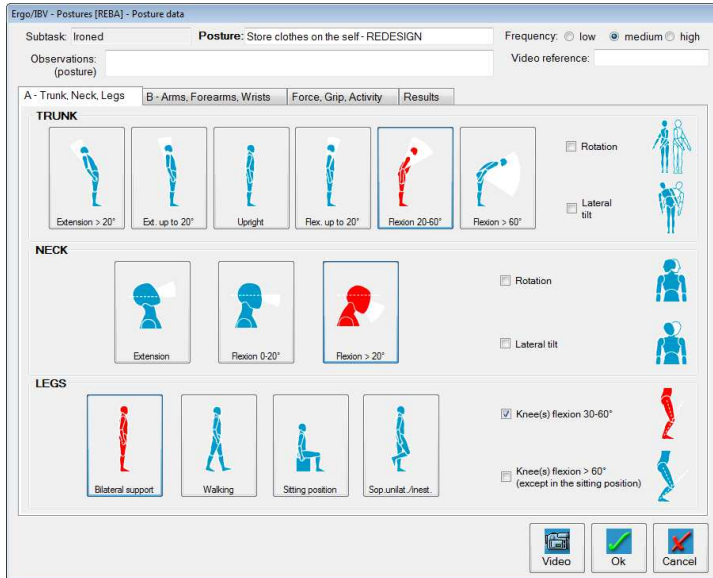 Ergo/IBV - Postures [REBA] - Posture data
Subtask: Ironed
Posture: Store clothes on the self - REDESIGN
Frequency: low medium high
Observations:
(posture)
Video reference:
A - Trunk, Neck, Legs
B - Arms, Forearms, Wrists
Force, Grip, Activity
Results
TRUNK
Extension > 20°
Ext. up to 20°
Upright
Flex. up to 20°
Flexion 20-60°
Flexion > 60°
Rotation
Lateral
tilt
NECK
Extension
Flexion 0-20°
Flexion > 20°
Rotation
Lateral tilt
LEGS
Bilateral support
Walking
Sitting position
Sop.unilat./inest.
Knee(s) flexion 30-60°
Knee(s) flexion > 60°
(except in the sitting position)
Video
Ok
Cancel